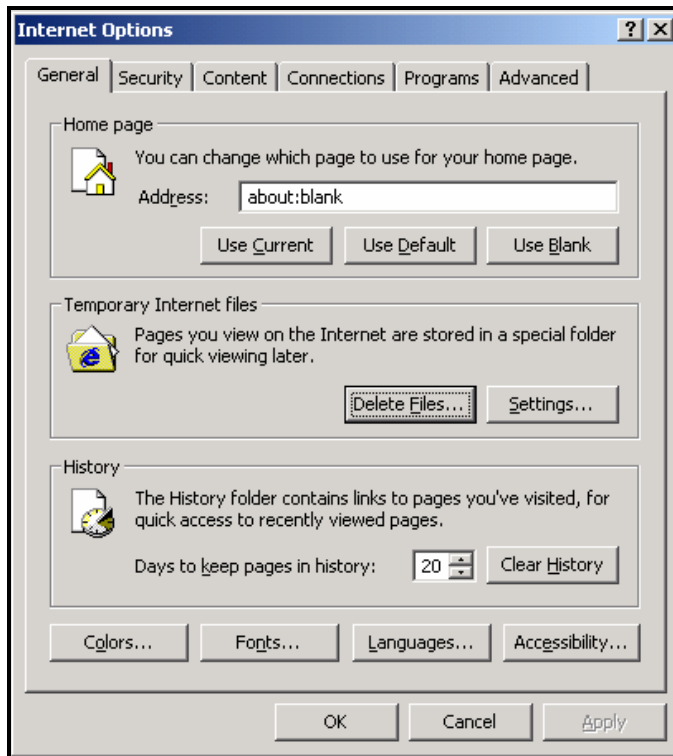 Internet Options
General Security Content Connections Programs Advanced
Home page
You can change which page to use for your home page.
Address: about:blank
Use Current Use Default Use Blank
Temporary Internet files
Pages you view on the Internet are stored in a special folder
for quick viewing later.
Delete Files... Settings...
History
The History folder contains links to pages you've visited, for
quick access to recently viewed pages.
Days to keep pages in history: 20 Clear History
Colors... Fonts... Languages... Accessibility...
OK Cancel Apply